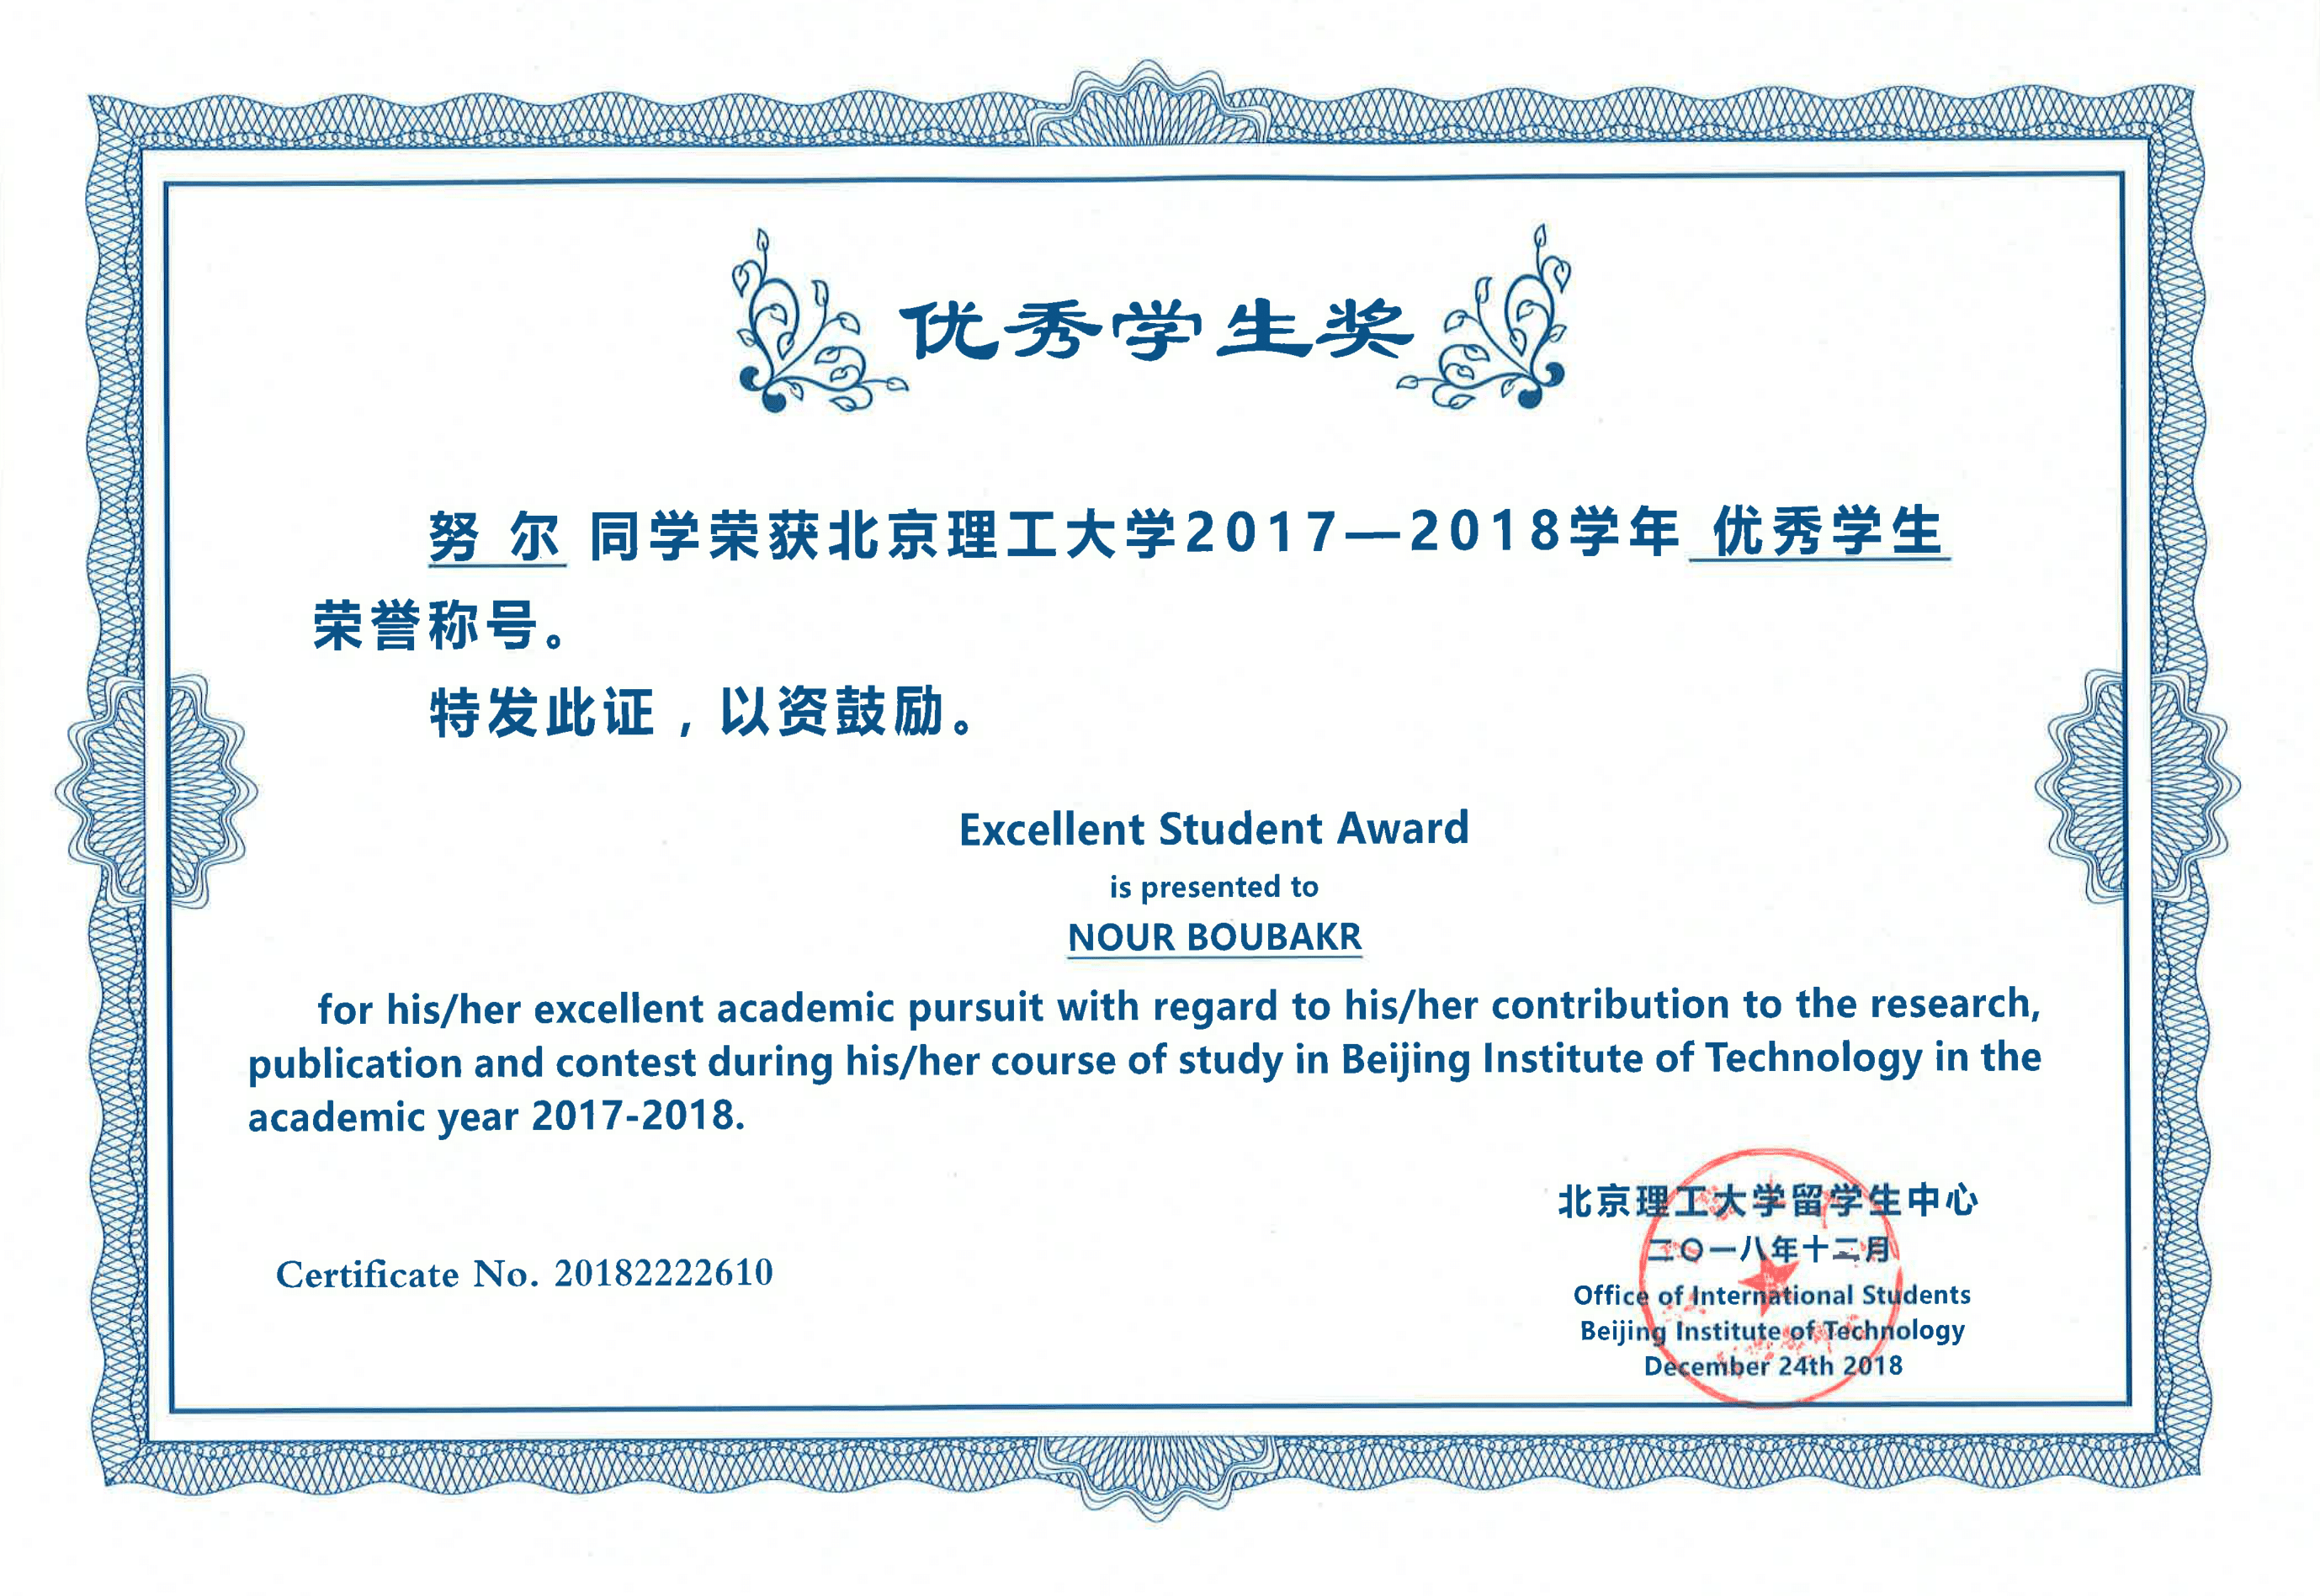 优秀学生奖
努 尔 同学荣获北京理工大学2017—2018学年 优秀学生
荣誉称号。
特发此证，以资鼓励。
Excellent Student Award
is presented to
NOUR BOUBAKR
for his/her excellent academic pursuit with regard to his/her contribution to the research,
publication and contest during his/her course of study in Beijing Institute of Technology in the
academic year 2017-2018.
北京理工大学留学生中心
二〇一八年十二月
Certificate No. 20182222610
Office of International Students
Beijing Institute of Technology
December 24th 2018